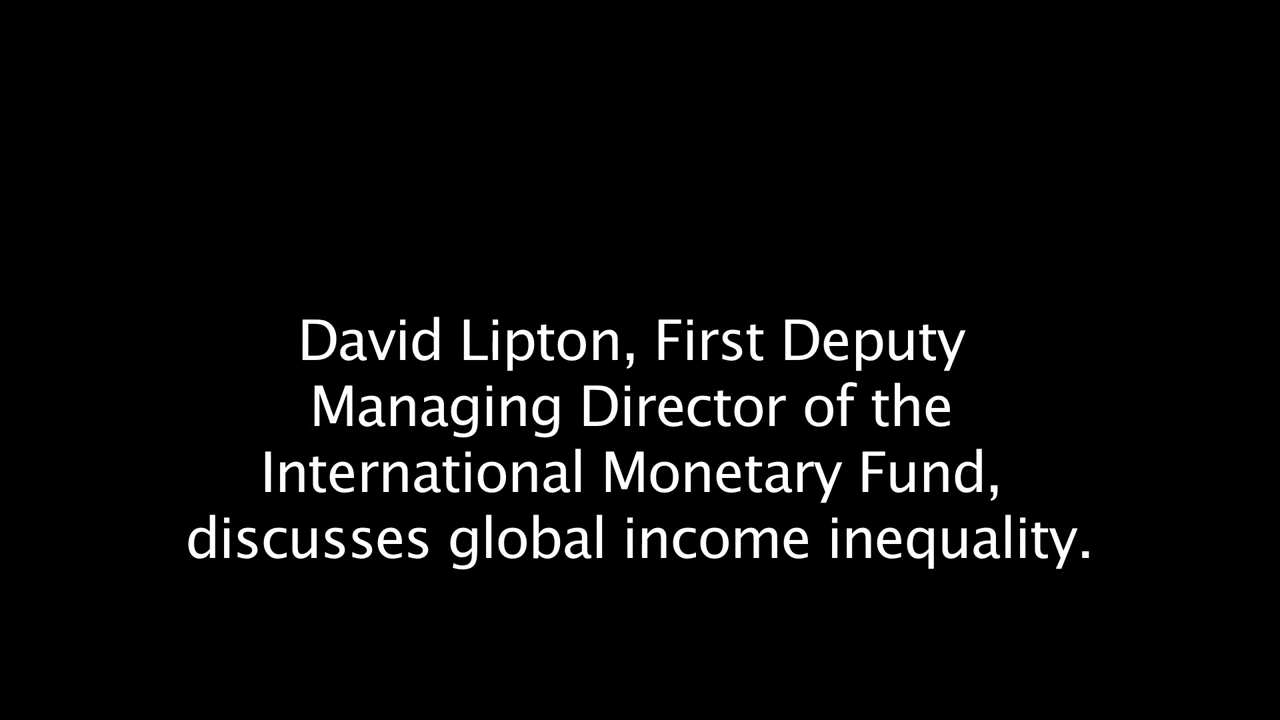 David Lipton, First Deputy
Managing Director of the
International Monetary Fund,
discusses global income inequality.